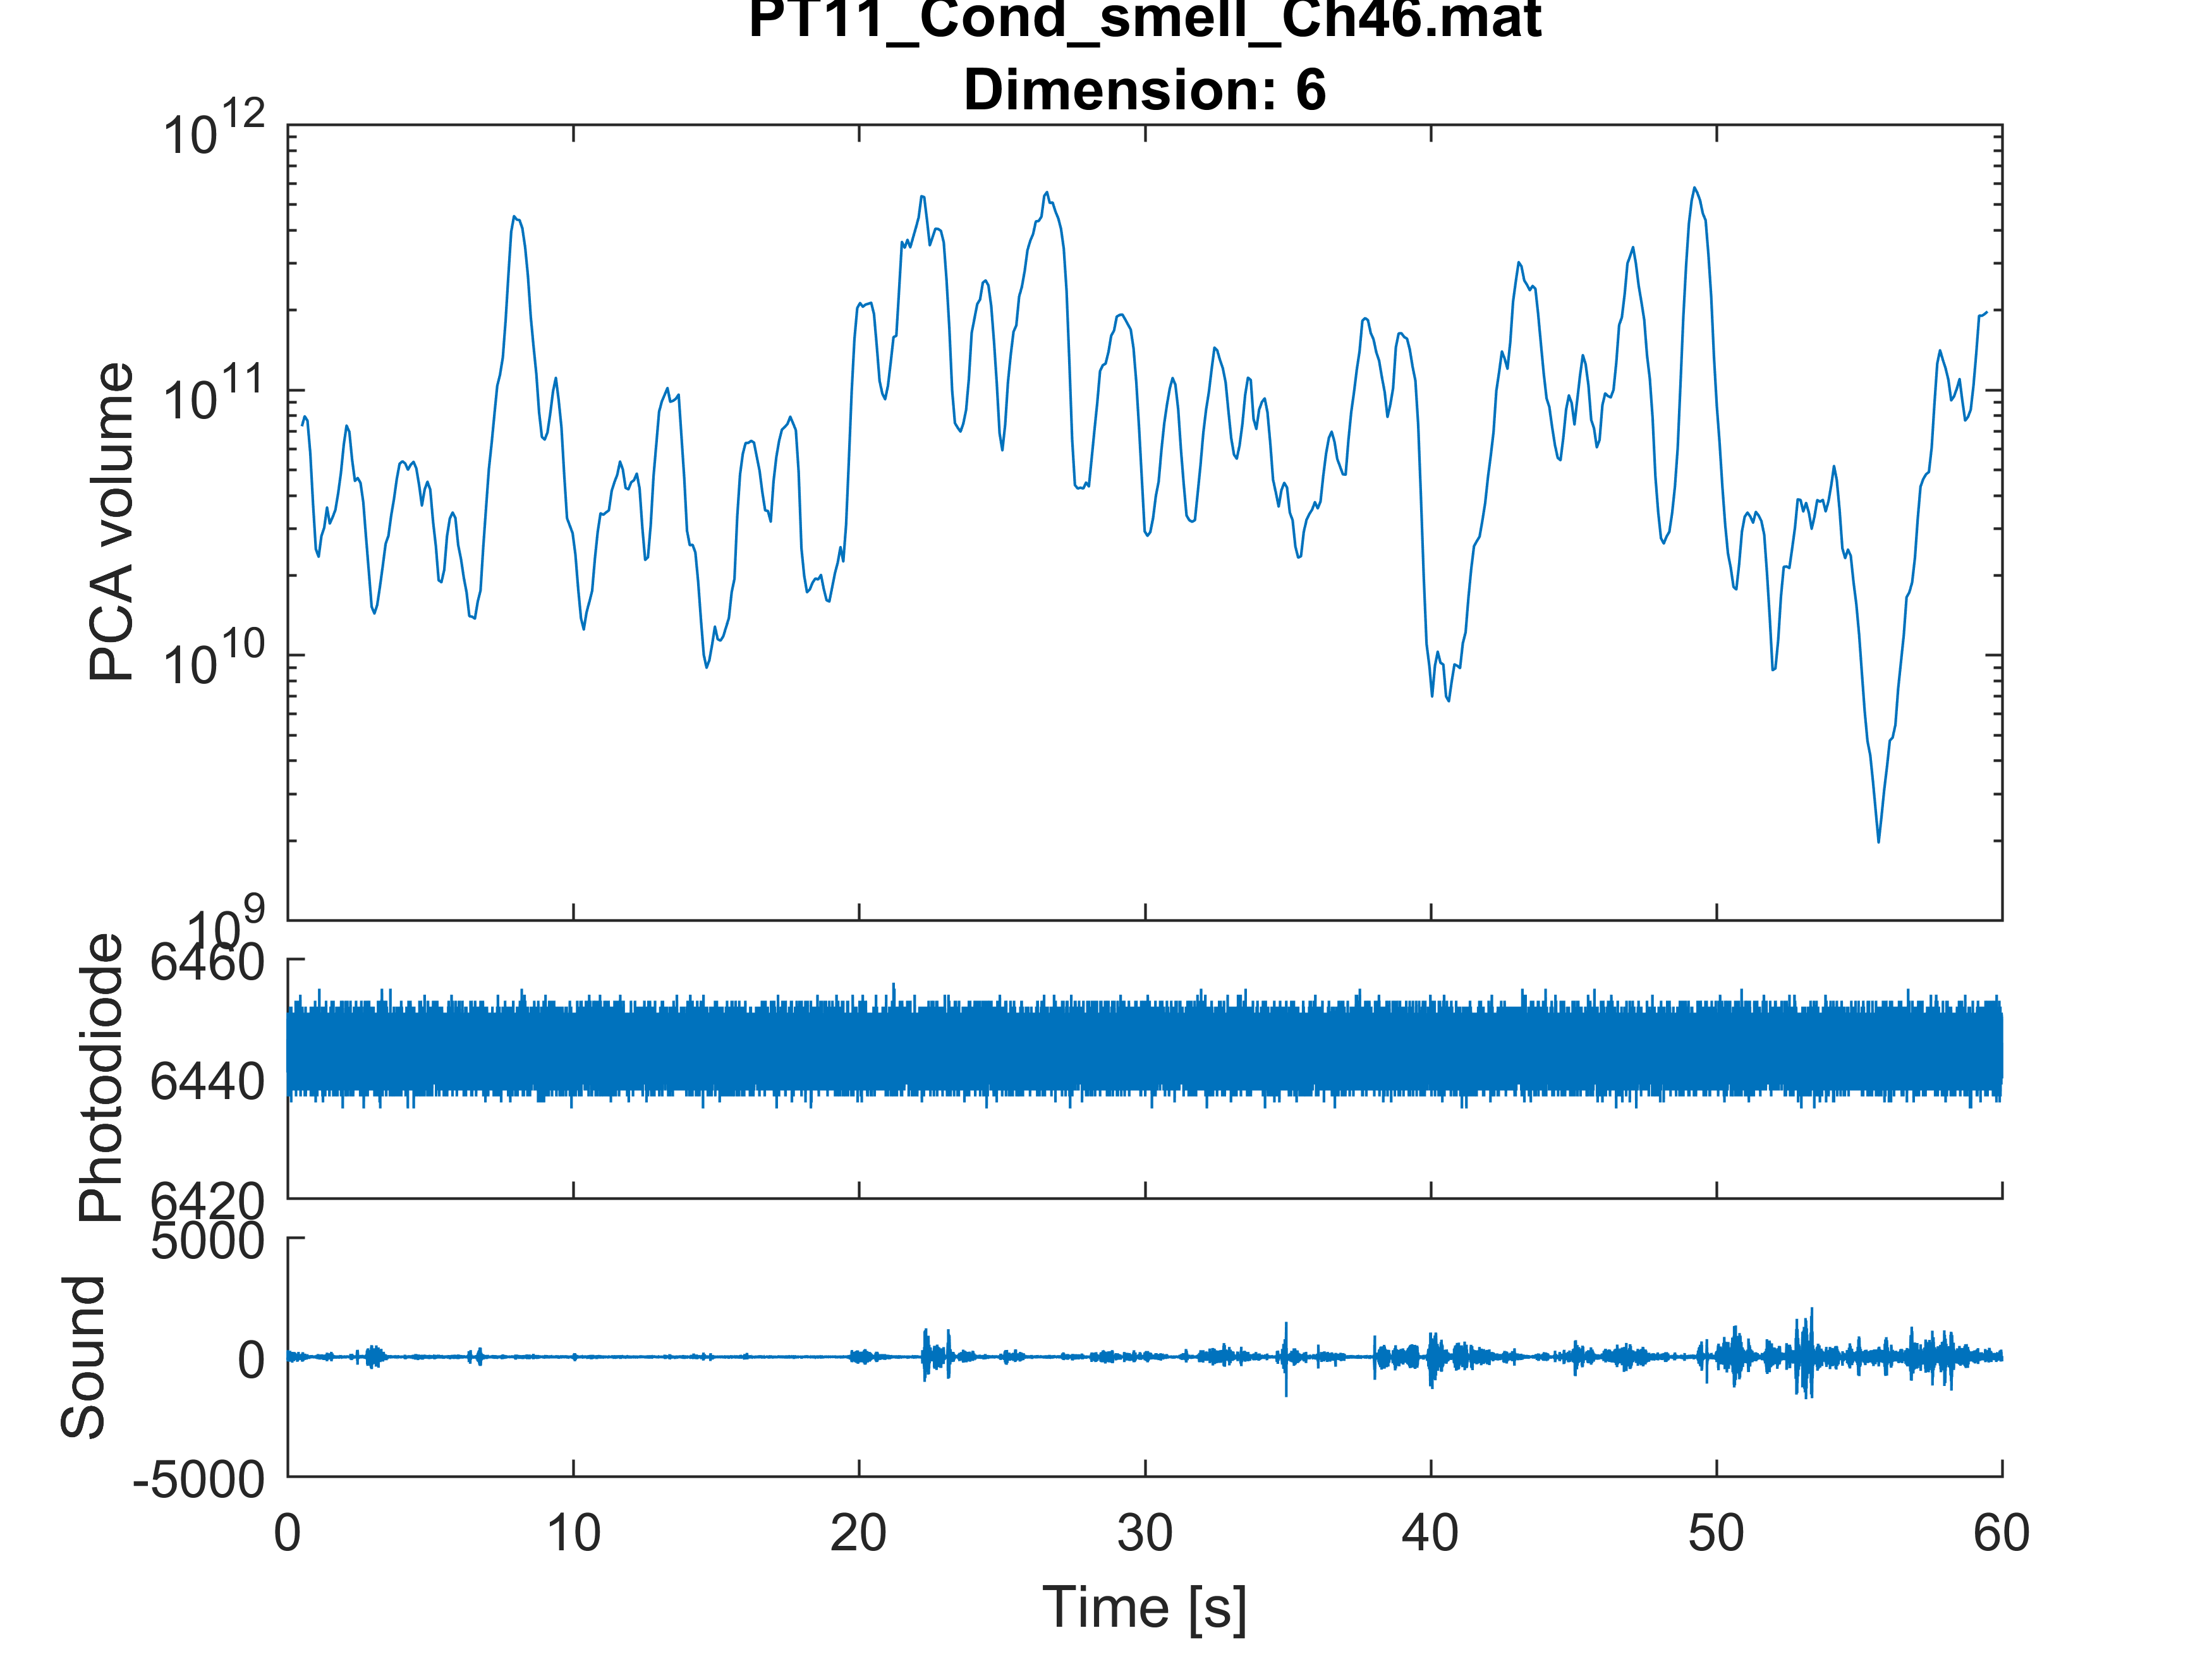 PT11_Cond_smell_Ch46.mat
Dimension: 6
10^12
10^11
10^10
10^9
PCA volume
6460
6440
6420
Photodiode
5000
0
-5000
Sound
0 10 20 30 40 50 60
Time [s]